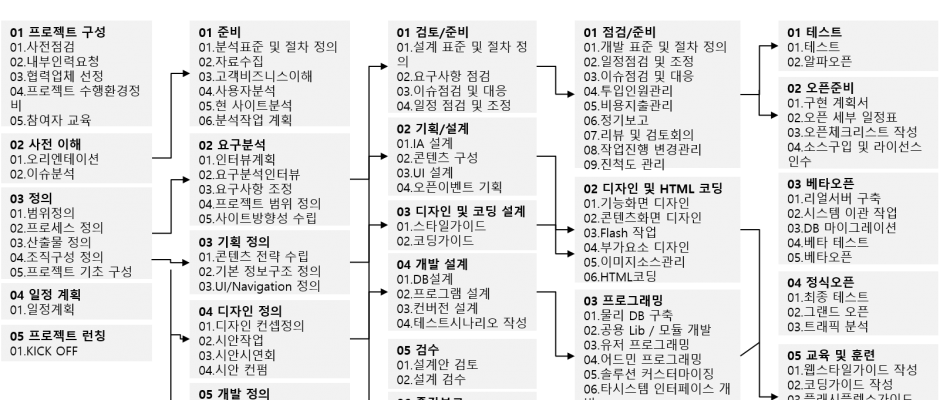 01 프로젝트 구성
01.사전점검
02.내부인력요청
03.협력업체 선정
04.프로젝트 수행환경정
비
05.참여자 교육
02 사전 이해
01.오리엔테이션
02.이슈분석
03 정의
01.범위정의
02.프로세스 정의
03.산출물 정의
04.조직구성 정의
05.프로젝트 기초 구성
04 일정 계획
01.일정계획
05 프로젝트 런칭
01.KICK OFF
01 준비
01.분석표준 및 절차 정의
02.자료수집
03.고객비즈니스이해
04.사용자분석
05.현 사이트분석
06.분석작업 계획
02 요구분석
01.인터뷰계획
02.요구분석인터뷰
03.요구사항 조정
04.프로젝트 범위 정의
05.사이트방향성 수립
03 기획 정의
01.콘텐츠 전략 수립
02.기본 정보구조 정의
03.UI/Navigation 정의
04 디자인 정의
01.디자인 컨셉정의
02.시안작업
03.시안시연회
04.시안 컨펌
05 개발 정의
01 검토/준비
01.설계 표준 및 절차 정
의
02.요구사항 점검
03.이슈점검 및 대응
04.일정 점검 및 조정
02 기획/설계
01.IA 설계
02.콘텐츠 구성
03.UI 설계
04.오픈이벤트 기획
03 디자인 및 코딩 설계
01.스타일가이드
02.코딩가이드
04 개발 설계
01.DB설계
02.프로그램 설계
03.컨버전 설계
04.테스트시나리오 작성
05 검수
01.설계안 검토
02.설계 검수
01 점검/준비
01.개발 표준 및 절차 정의
02.일정점검 및 조정
03.이슈점검 및 대응
04.투입인원관리
05.비용지출관리
06.정기보고
07.리뷰 및 검토회의
08.작업진행 변경관리
09.진척도 관리
02 디자인 및 HTML 코딩
01.기능화면 디자인
02.콘텐츠화면 디자인
03.Flash 작업
04.부가요소 디자인
05.이미지소스관리
06.HTML코딩
03 프로그래밍
01.물리 DB 구축
02.공용 Lib / 모듈 개발
03.유저 프로그래밍
04.어드민 프로그래밍
05.솔루션 커스터마이징
06.타시스템 인터페이스 개
01 테스트
01.테스트
02.알파오픈
02 오픈준비
01.구현 계획서
02.오픈 세부 일정표
03.오픈체크리스트 작성
04.소스구입 및 라이선스
인수
03 베타오픈
01.리얼서버 구축
02.시스템 이관 작업
03.DB 마이그레이션
04.베타 테스트
05.베타오픈
04 정식오픈
01.최종 테스트
02.그랜드 오픈
03.트래픽 분석
05 교육 및 훈련
01.웹스타일가이드 작성
02.코딩가이드 작성